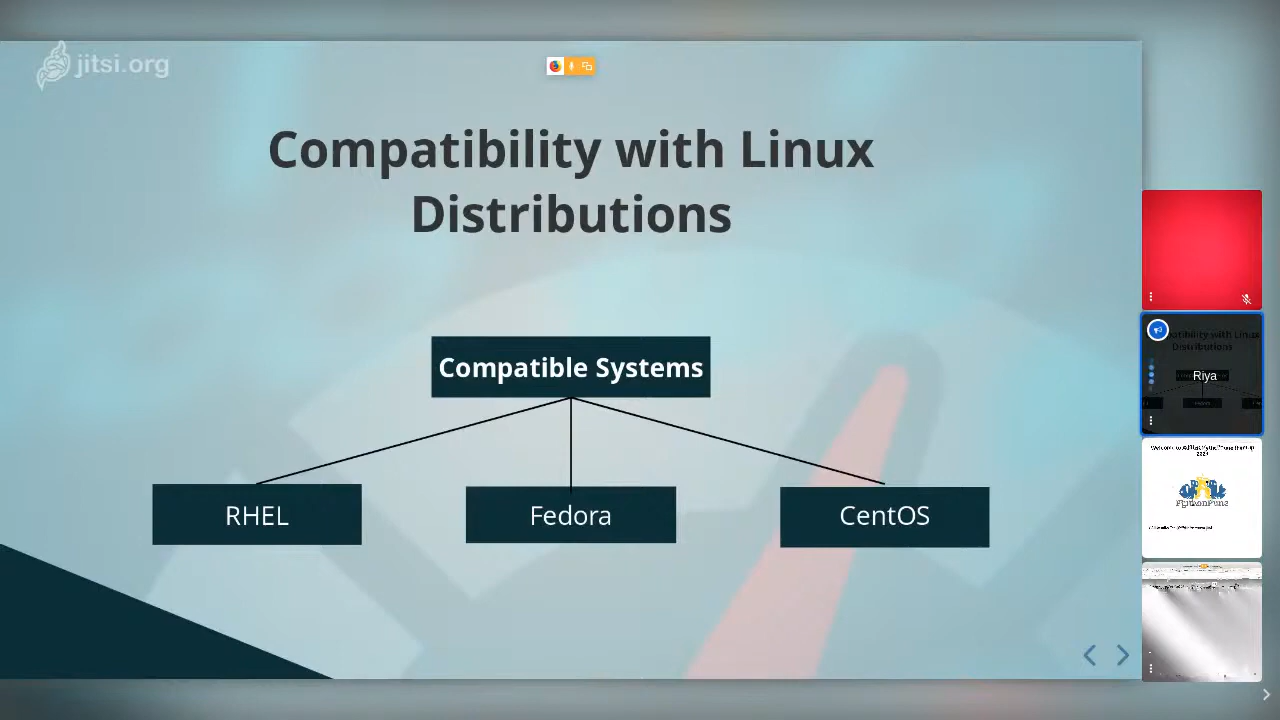 jitsi.org
Compatibility with Linux
Distributions
Compatible Systems
RHEL
Fedora
CentOS
Riya